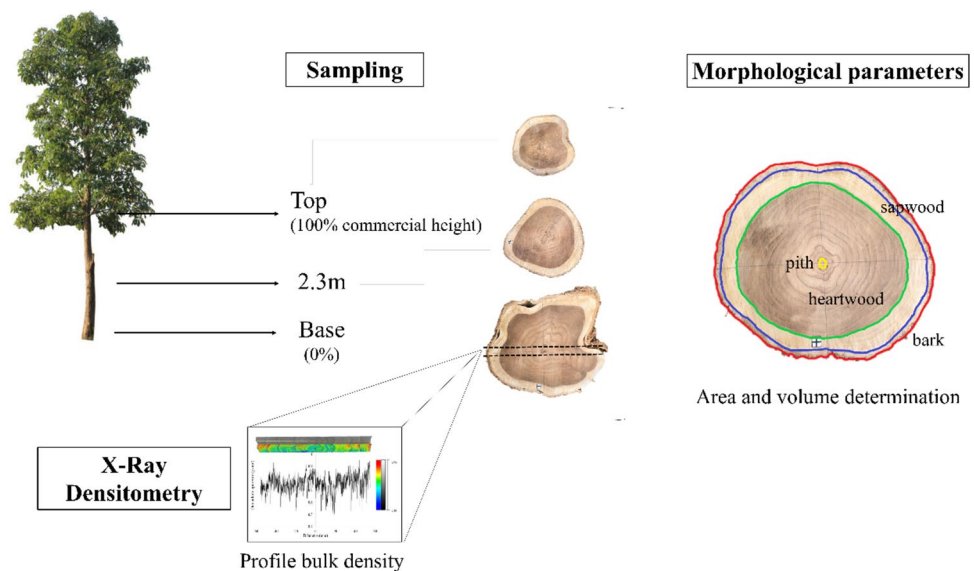 Sampling
Morphological parameters
Top
(100% commercial height)
2.3m
Base
(0%)
sapwood
pith
heartwood
bark
Area and volume determination
X-Ray
Densitometry
Profile bulk density